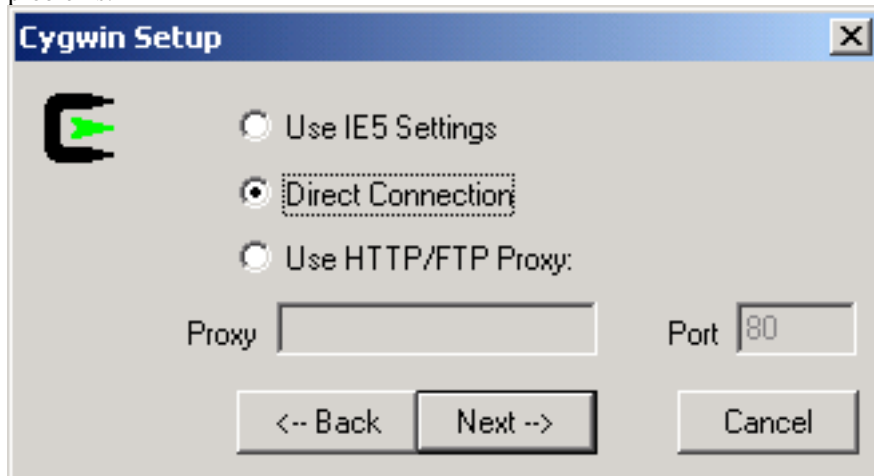 Cygwin Setup
Use IE5 Settings
Direct Connection
Use HTTP/FTP Proxy:
Proxy
Port 80
<-- Back Next --> Cancel